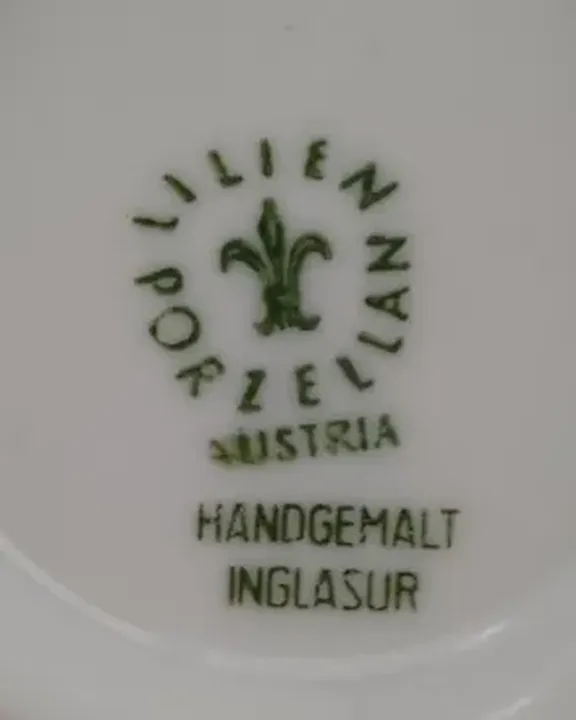 LILIEN
PORZELLAN
AUSTRIA
HANDGEMALT
INGLASUR